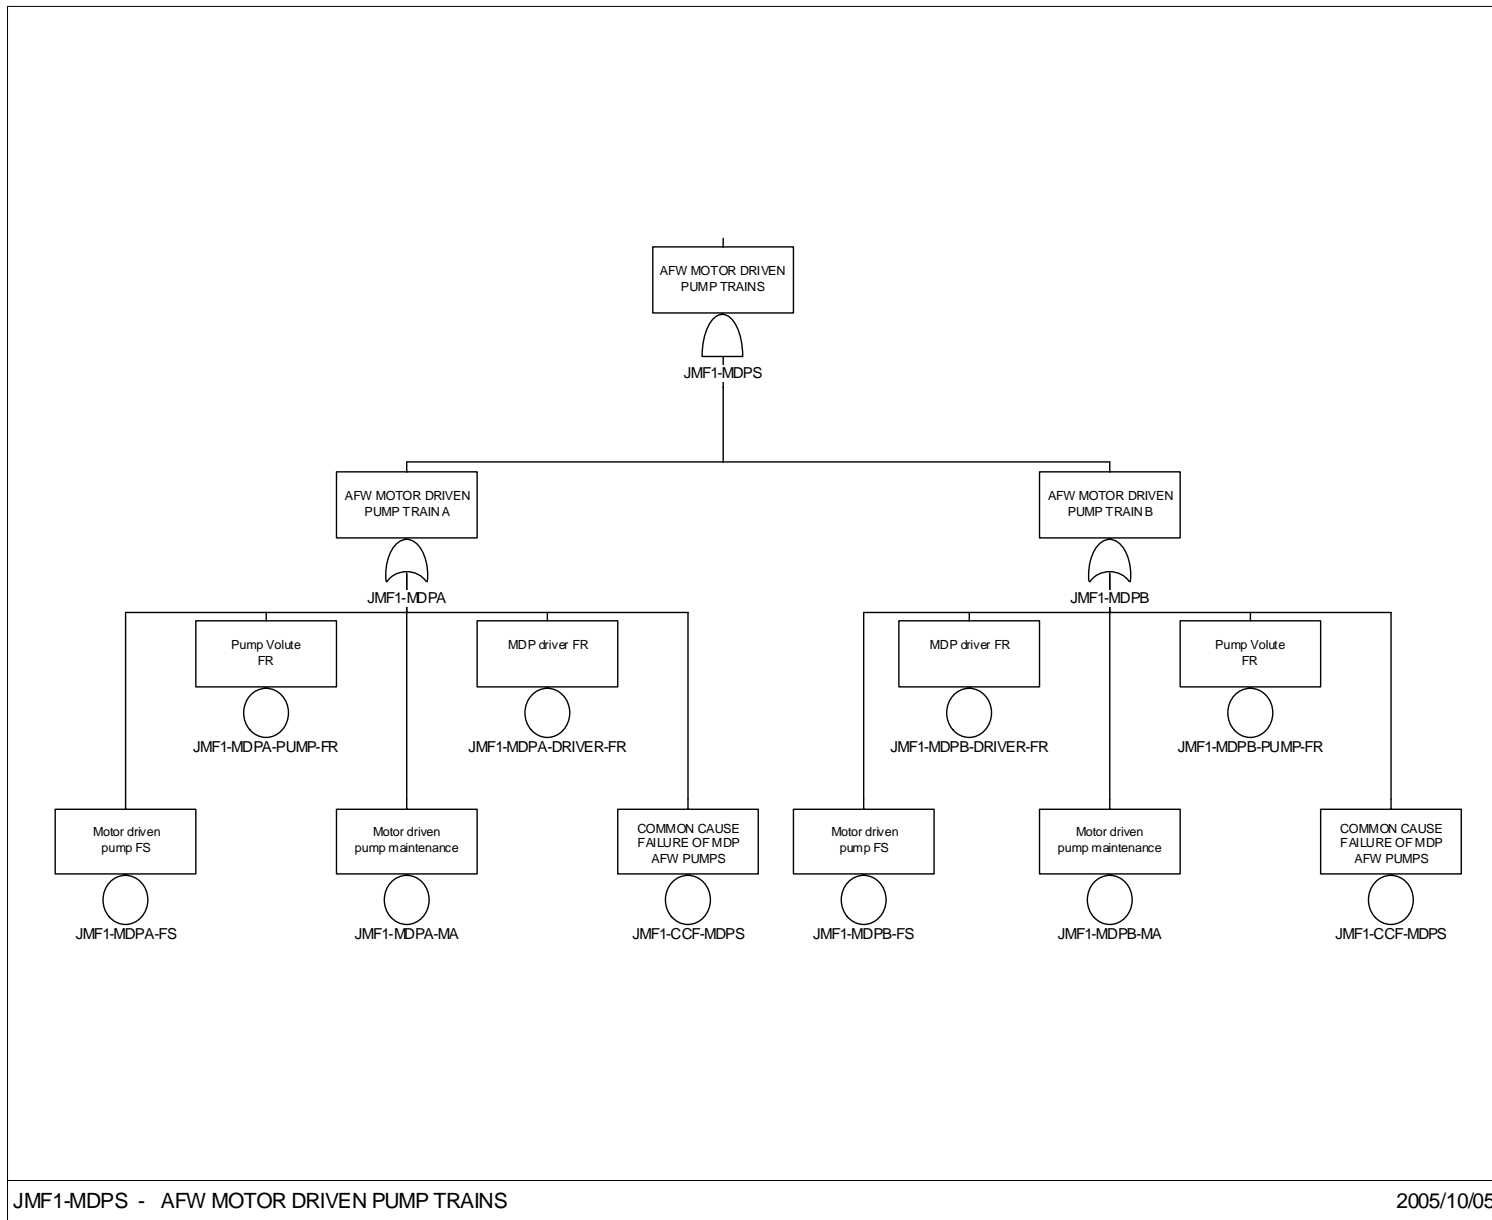 AFW MOTOR DRIVEN
PUMP TRAINS
JMF1-MDPS
AFW MOTOR DRIVEN
PUMP TRAIN A
JMF1-MDPA
AFW MOTOR DRIVEN
PUMP TRAIN B
JMF1-MDPB
Pump Volute
FR
JMF1-MDPA-PUMP-FR
MDP driver FR
JMF1-MDPA-DRIVER-FR
MDP driver FR
JMF1-MDPB-DRIVER-FR
Pump Volute
FR
JMF1-MDPB-PUMP-FR
Motor driven
pump FS
JMF1-MDPA-FS
Motor driven
pump maintenance
JMF1-MDPA-MA
COMMON CAUSE
FAILURE OF MDP
AFW PUMPS
JMF1-CCF-MDPS
Motor driven
pump FS
JMF1-MDPB-FS
Motor driven
pump maintenance
JMF1-MDPB-MA
COMMON CAUSE
FAILURE OF MDP
AFW PUMPS
JMF1-CCF-MDPS
JMF1-MDPS - AFW MOTOR DRIVEN PUMP TRAINS
2005/10/05